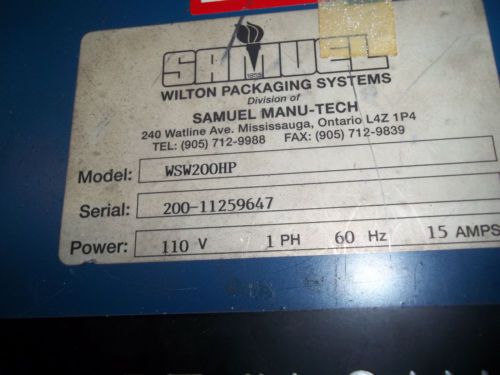 SAMUEL
1855
WILTON PACKAGING SYSTEMS
Division of
SAMUEL MANU-TECH
240 Watline Ave. Mississauga, Ontario L4Z 1P4
TEL: (905) 712-9988 FAX: (905) 712-9839
Model: WSW200HP
Serial: 200-11259647
Power: 110 V 1 PH 60 Hz 15 AMPS